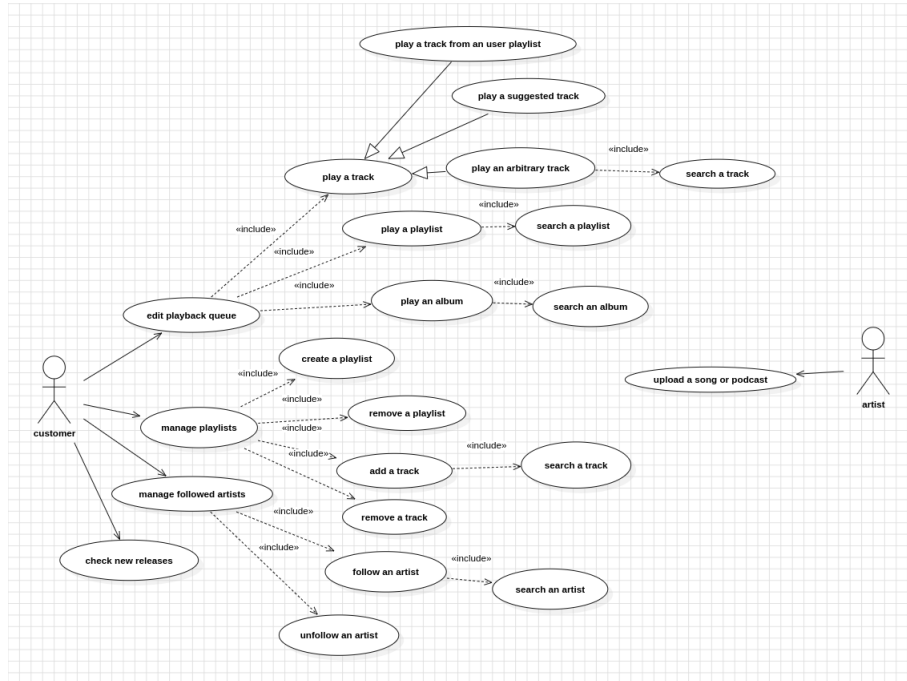 play a track from an user playlist
play a suggested track
«include»
play an arbitrary track
search a track
play a track
«include»
play a playlist
search a playlist
«include»
«include»
«include»
«include»
play an album
search an album
edit playback queue
create a playlist
«include»
upload a song or podcast
artist
customer
«include»
remove a playlist
manage playlists
«include»
«include»
«include»
add a track
search a track
manage followed artists
«include»
remove a track
«include»
«include»
check new releases
follow an artist
search an artist
unfollow an artist